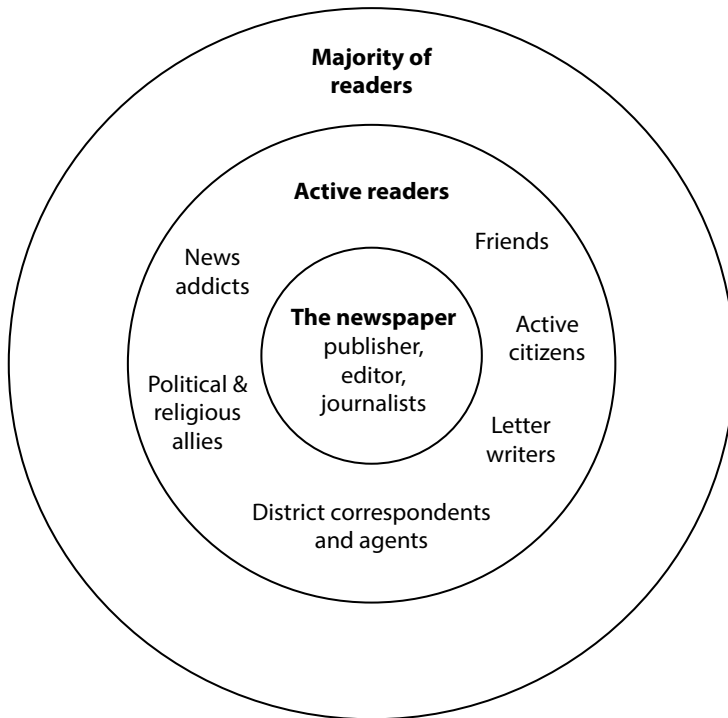 Majority of
readers
Active readers
Friends
News
addicts
The newspaper
publisher,
editor,
journalists
Active
citizens
Political &
religious
allies
Letter
writers
District correspondents
and agents